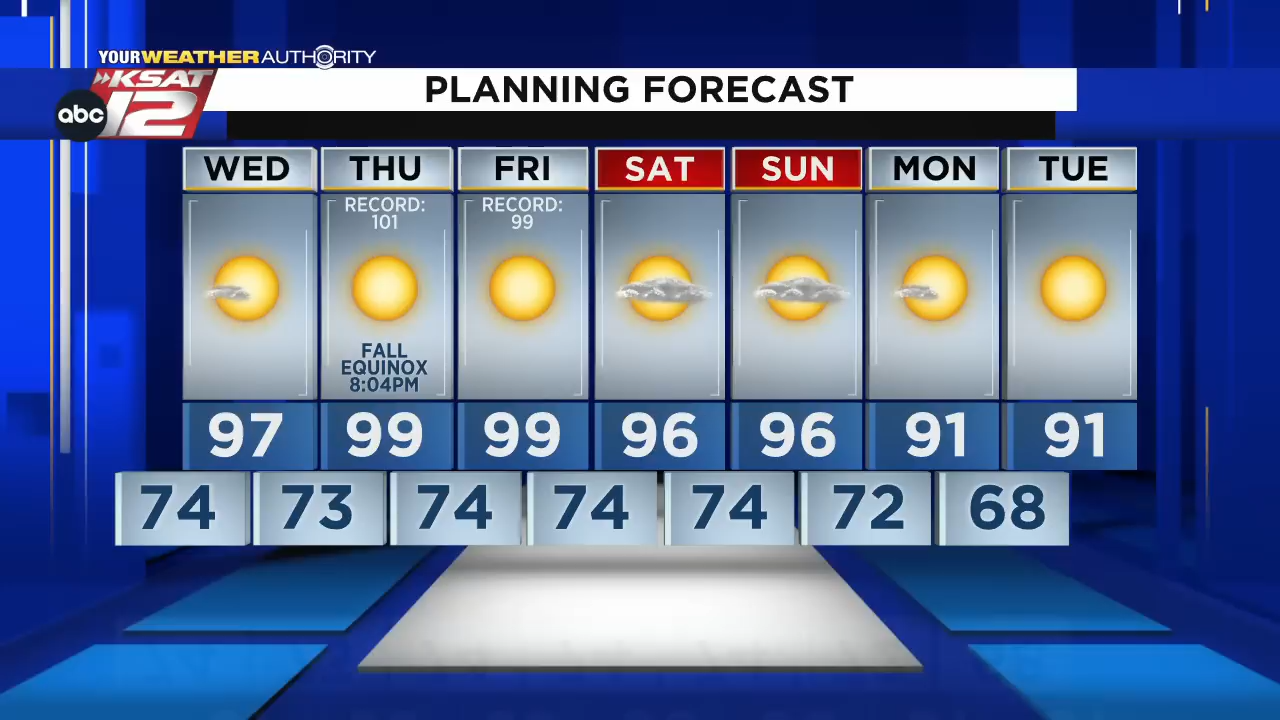 YOURWEATHERAUTHORITY
KSAT
abc
12
PLANNING FORECAST
WED THU FRI SAT SUN MON TUE
RECORD: RECORD:
101 99
FALL
EQUINOX
8:04PM
97 99 99 96 96 91 91
74 73 74 74 74 72 68